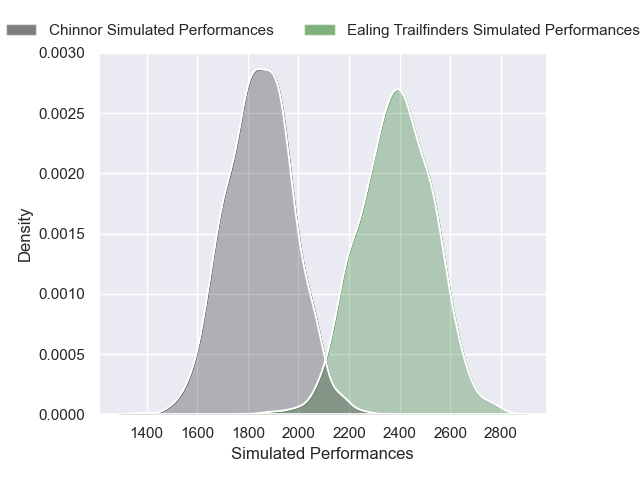 Chinnor Simulated Performances Ealing Trailfinders Simulated Performances
0.0030
0.0025
0.0020
0.0015
0.0010
0.0005
0.0000
Density
1400 1600 1800 2000 2200 2400 2600 2800
Simulated Performances